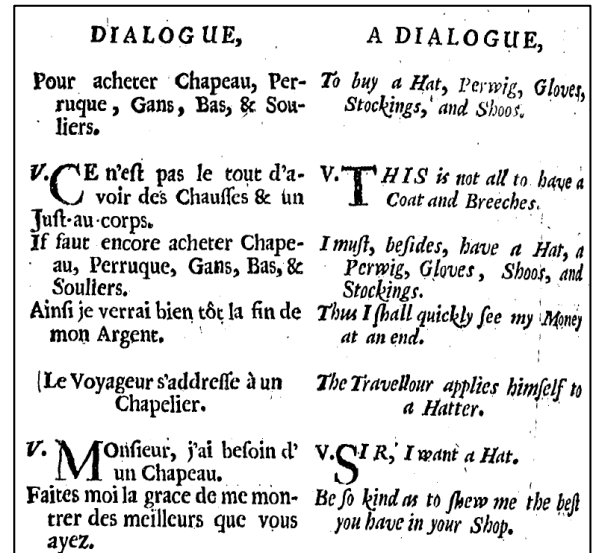 DIALOGUE,
Pour acheter Chapeau, Per-
ruque, Gans, Bas, & Sou-
liers.
V. CE n'eſt pas le tout d'a-
voir des Chauſſes & un
Juſt-au-corps.
If faut encore acheter Chape-
au, Perruque, Gans, Bas, &
Souliers.
Ainſi je verrai bien tôt la fin de
mon Argent.
(Le Voyageur s'addreſſe à un
Chapelier.
V. MOnſieur, j'ai beſoin d'
un Chapeau.
Faites moi la grace de me mon-
trer des meilleurs que vous
ayez.
A DIALOGUE,
To buy a Hat, Perwig, Gloves,
Stockings, and Shoos.
V. THIS is not all to have a
Coat and Breeches.
I muſt, beſides, have a Hat, a
Perwig, Gloves, Shoos, and
Stockings.
Thus I ſhall quickly ſee my Money
at an end.
The Travellour applies himſelf to
a Hatter.
V. SIR, I want a Hat.
Be ſo kind as to ſhew me the beſt
you have in your Shop.